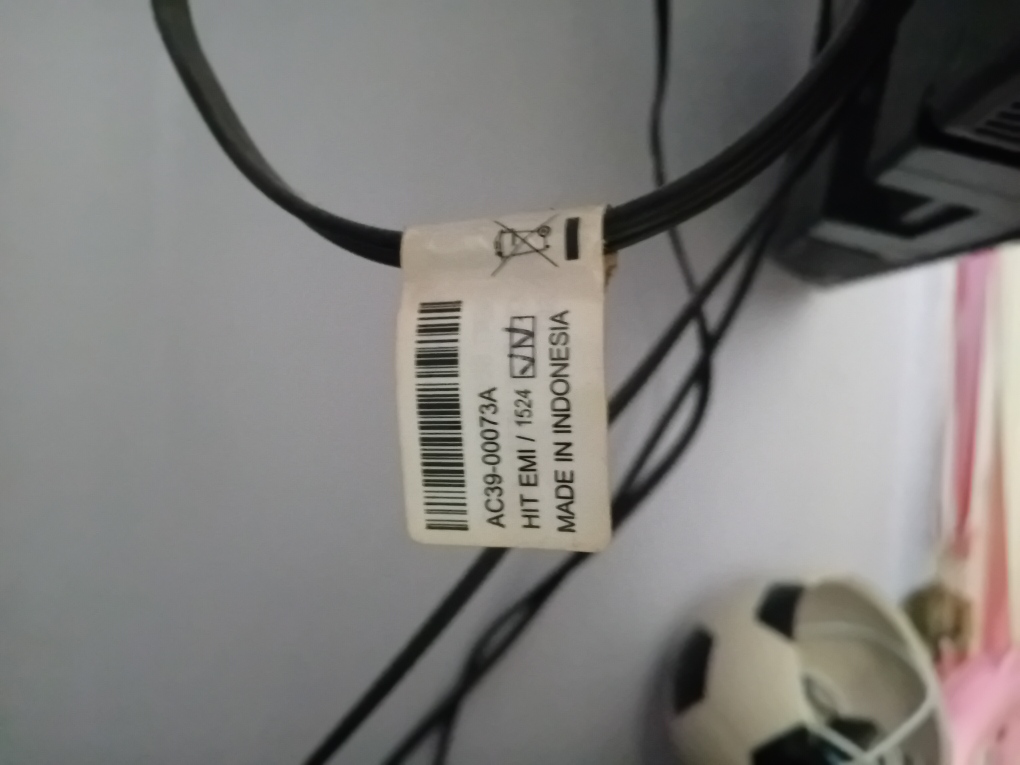 AC39-00073A
HIT EMI / 1524
MADE IN INDONESIA